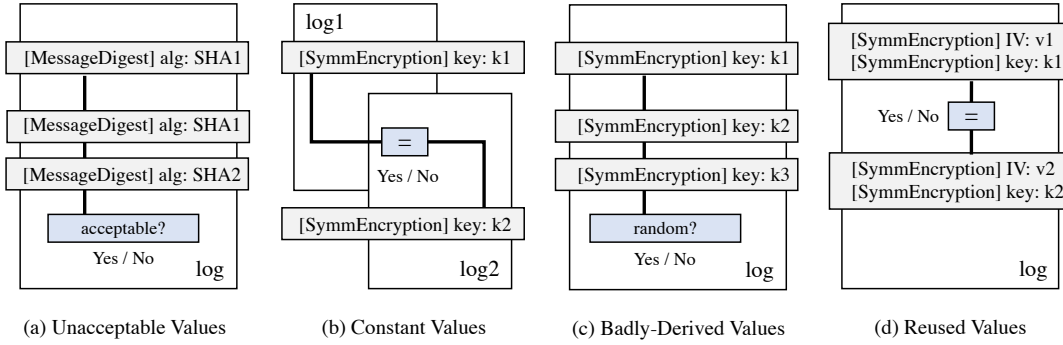 [MessageDigest] alg: SHA1
[MessageDigest] alg: SHA1
[MessageDigest] alg: SHA2
acceptable?
Yes / No
log
(a) Unacceptable Values
log1
[SymmEncryption] key: k1
=
Yes / No
[SymmEncryption] key: k2
log2
(b) Constant Values
[SymmEncryption] key: k1
[SymmEncryption] key: k2
[SymmEncryption] key: k3
random?
Yes / No
log
(c) Badly-Derived Values
[SymmEncryption] IV: v1
[SymmEncryption] key: k1
Yes / No =
[SymmEncryption] IV: v2
[SymmEncryption] key: k2
log
(d) Reused Values